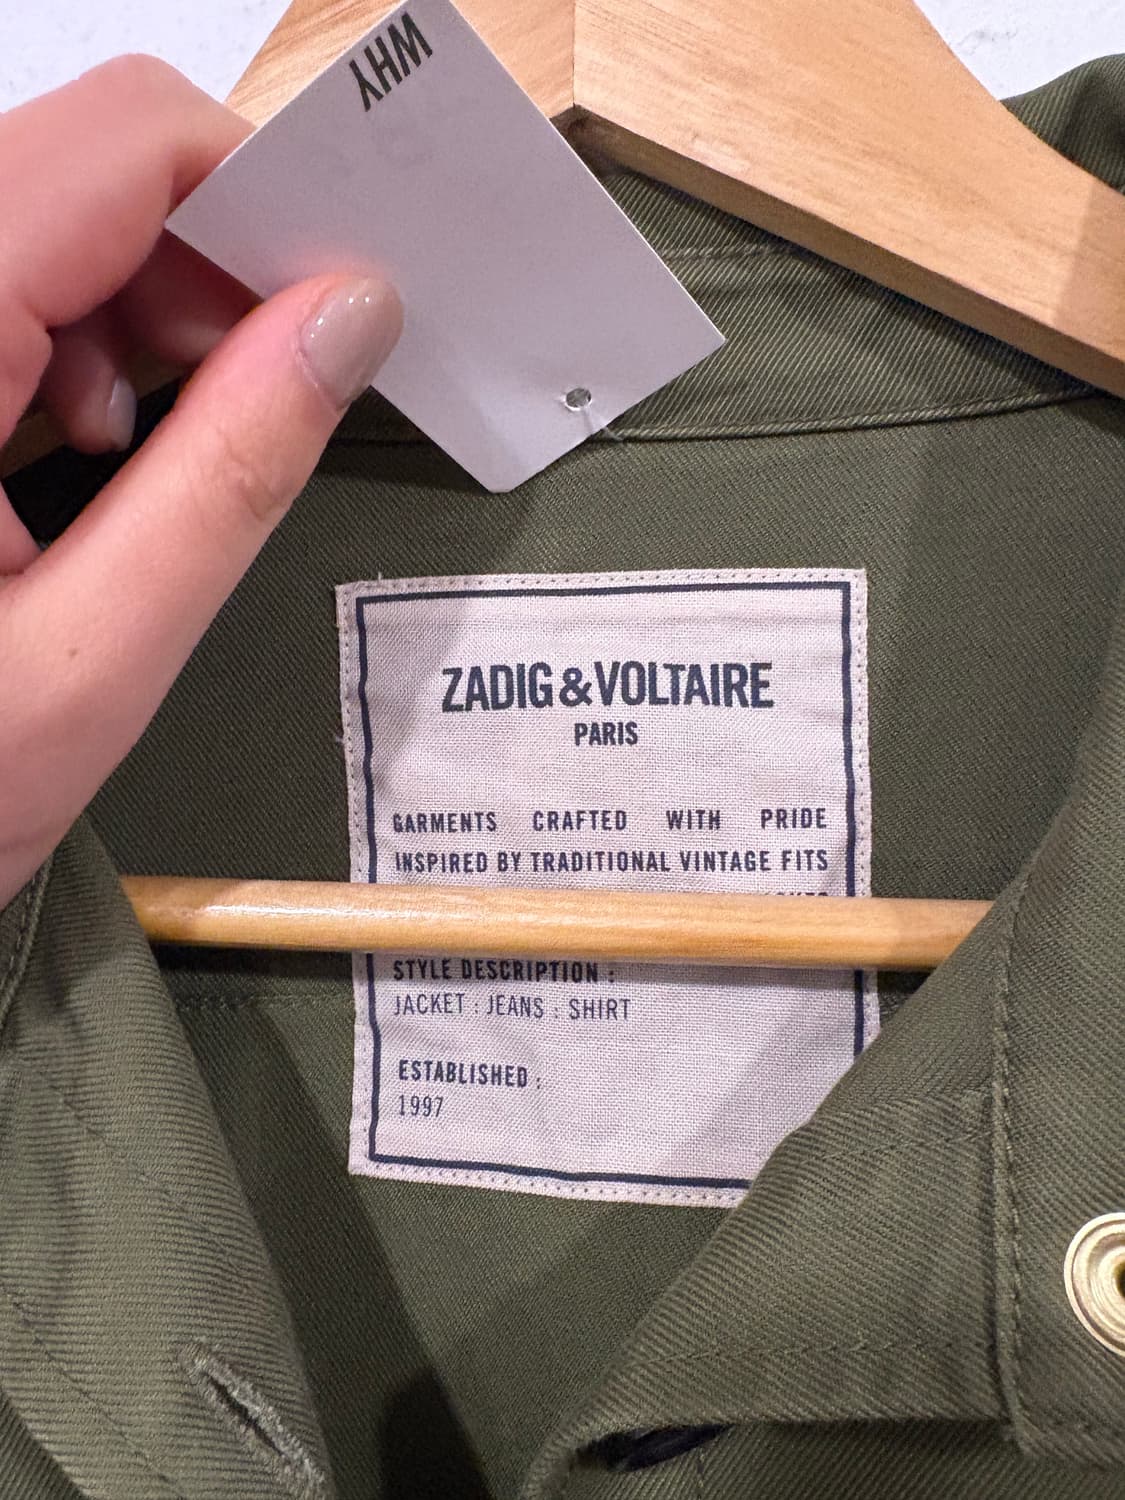 WHY
ZADIG & VOLTAIRE
PARIS
GARMENTS CRAFTED WITH PRIDE
INSPIRED BY TRADITIONAL VINTAGE FITS
STYLE DESCRIPTION :
JACKET : JEANS : SHIRT
ESTABLISHED :
1997